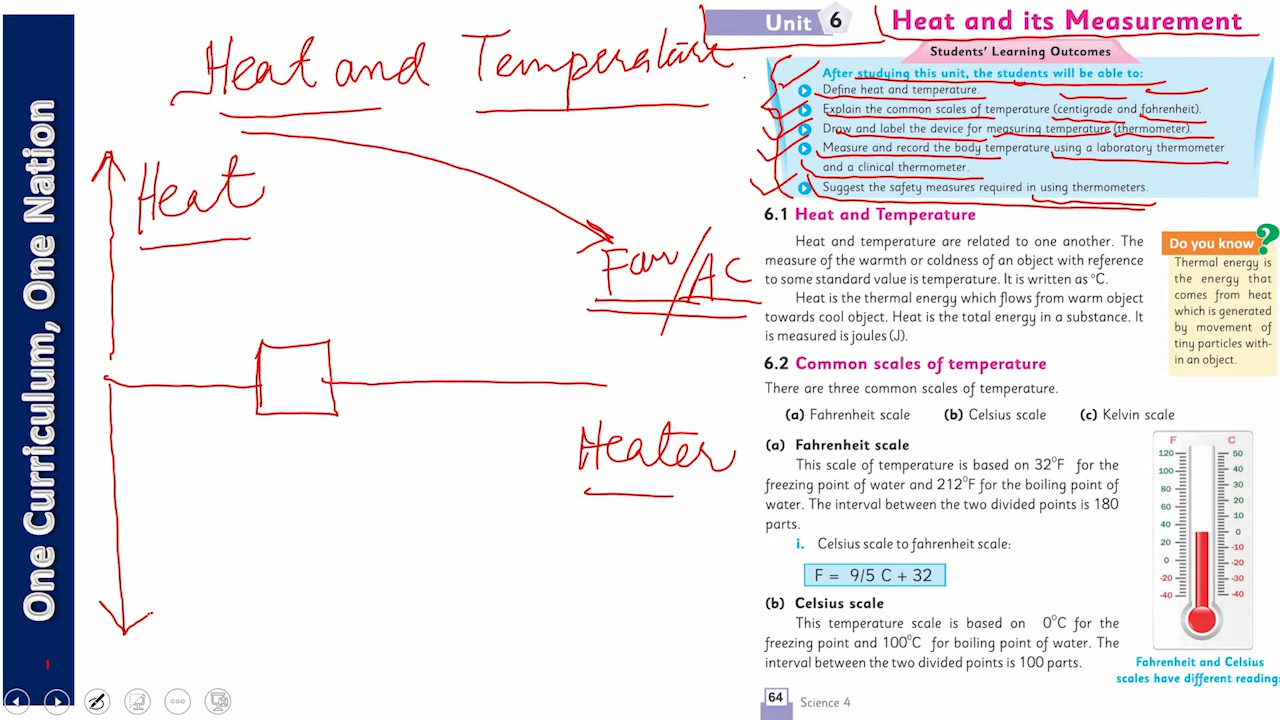 One Curriculum, One Nation
Heat and Temperature
Heat
Fan/AC
Heater
Unit 6
Heat and its Measurement
Students' Learning Outcomes
After studying this unit, the students will be able to:
Define heat and temperature.
Explain the common scales of temperature (centigrade and fahrenheit).
Draw and label the device for measuring temperature (thermometer).
Measure and record the body temperature using a laboratory thermometer
and a clinical thermometer.
Suggest the safety measures required in using thermometers.
6.1 Heat and Temperature
Heat and temperature are related to one another. The
measure of the warmth or coldness of an object with reference
to some standard value is temperature. It is written as °C.
Heat is the thermal energy which flows from warm object
towards cool object. Heat is the total energy in a substance. It
is measured is joules (J).
Do you know ?
Thermal energy is
the energy that
comes from heat
which is generated
by movement of
tiny particles with-
in an object.
6.2 Common scales of temperature
There are three common scales of temperature.
(a) Fahrenheit scale (b) Celsius scale (c) Kelvin scale
(a) Fahrenheit scale
This scale of temperature is based on 32°F for the
freezing point of water and 212°F for the boiling point of
water. The interval between the two divided points is 180
parts.
i. Celsius scale to fahrenheit scale:
F = 9/5 C + 32
(b) Celsius scale
This temperature scale is based on 0°C for the
freezing point and 100°C for boiling point of water. The
interval between the two divided points is 100 parts.
F C
120 50
100 40
80 30
60 20
40 10
20 0
0 -10
-20 -20
-40 -30
-40
Fahrenheit and Celsius
scales have different reading
64 Science 4